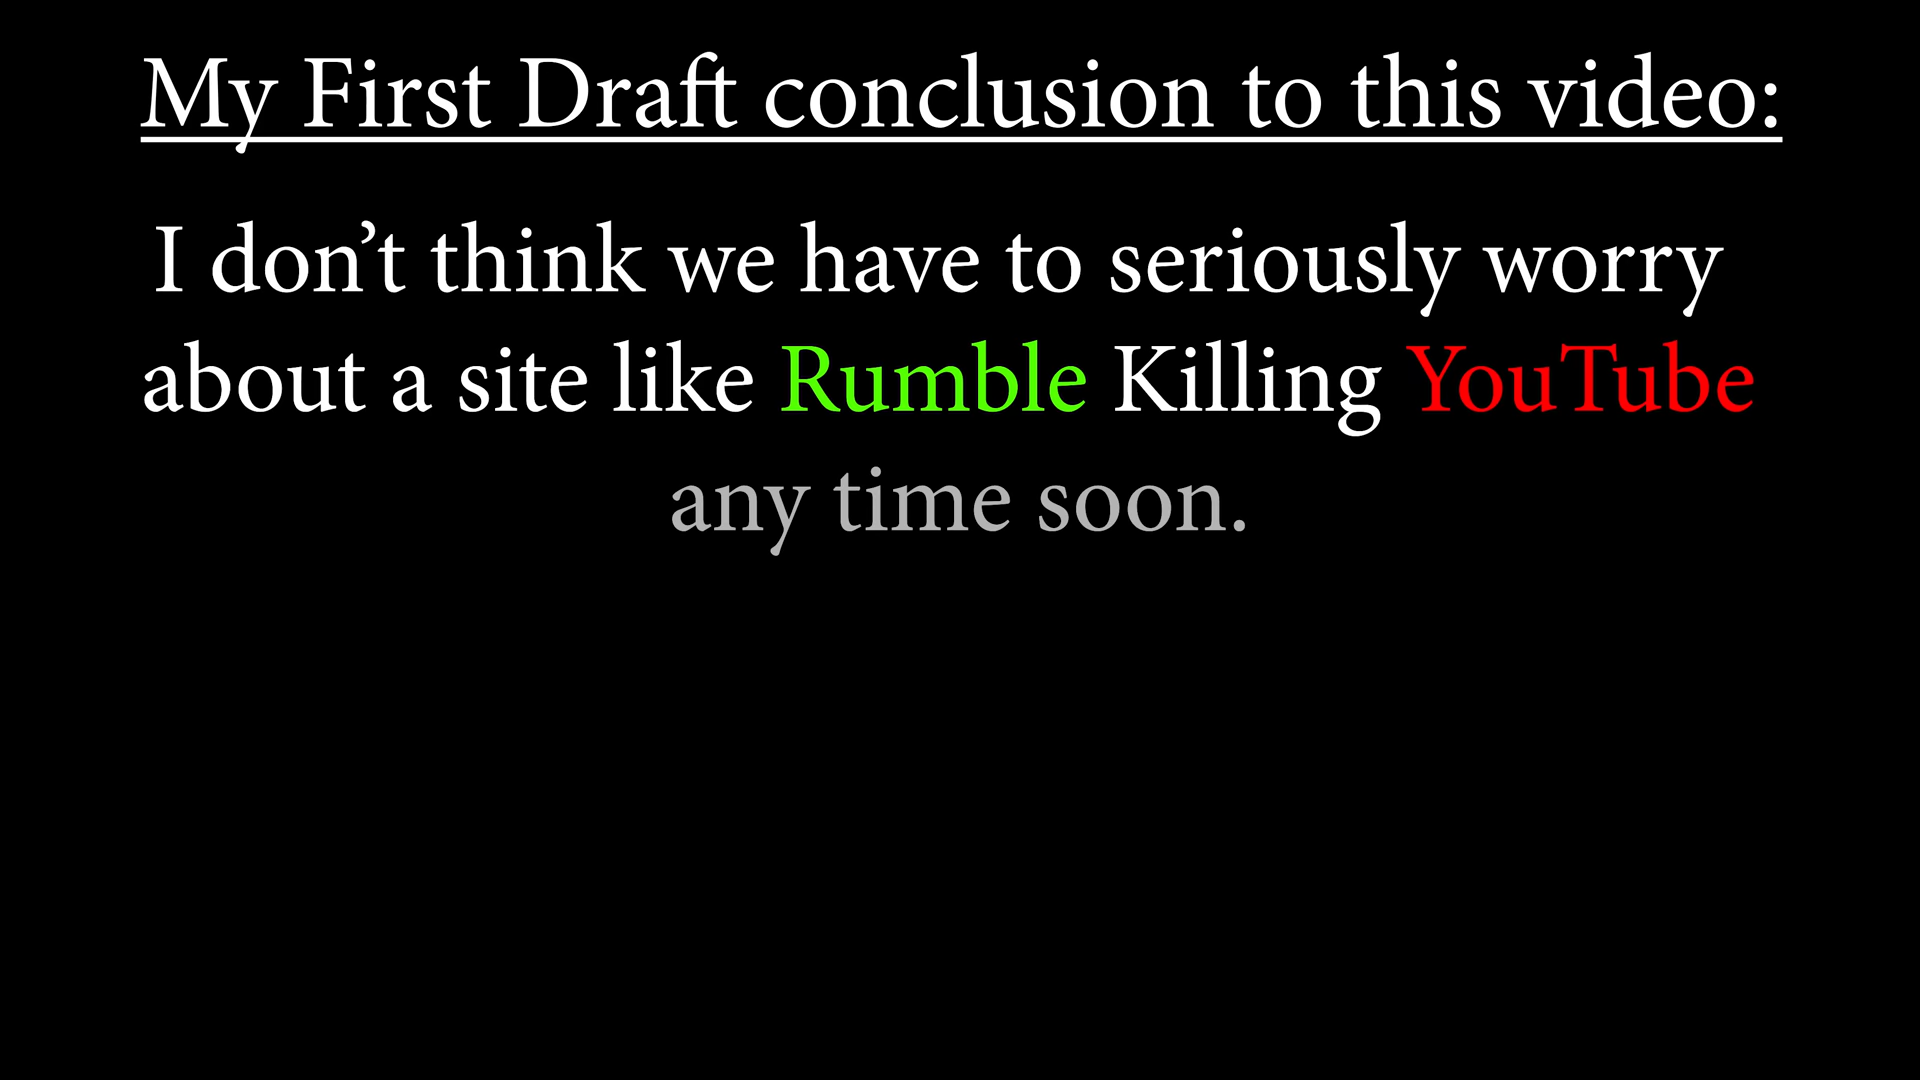 My First Draft conclusion to this video:
I don’t think we have to seriously worry
about a site like Rumble Killing YouTube
any time soon.